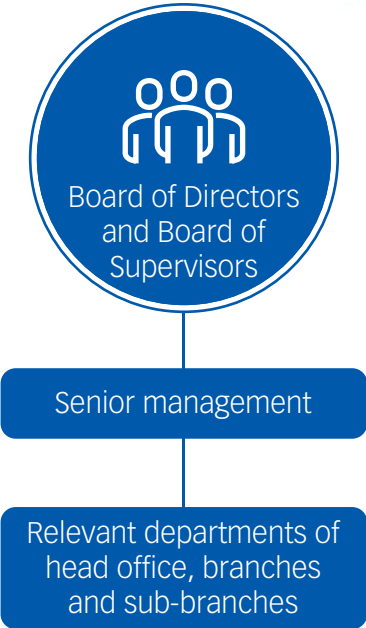 Board of Directors
and Board of
Supervisors
Senior management
Relevant departments of
head office, branches
and sub-branches